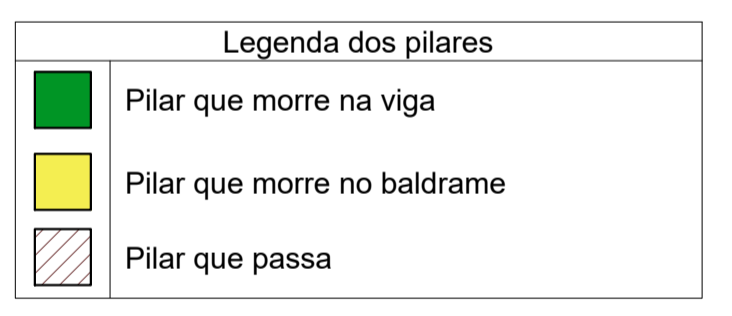 Legenda dos pilares
Pilar que morre na viga
Pilar que morre no baldrame
Pilar que passa